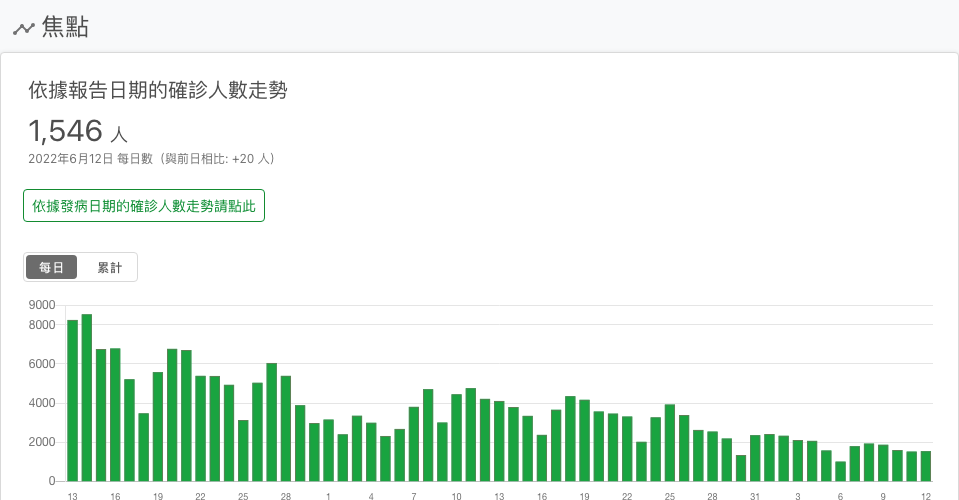 焦點
依據報告日期的確診人數走勢
1,546 人
2022年6月12日 每日數（與前日相比: +20 人）
依據發病日期的確診人數走勢請點此
每日 累計
9000
8000
6000
4000
2000
0
13 16 19 22 25 28 1 4 7 10 13 16 19 22 25 28 31 3 6 9 12